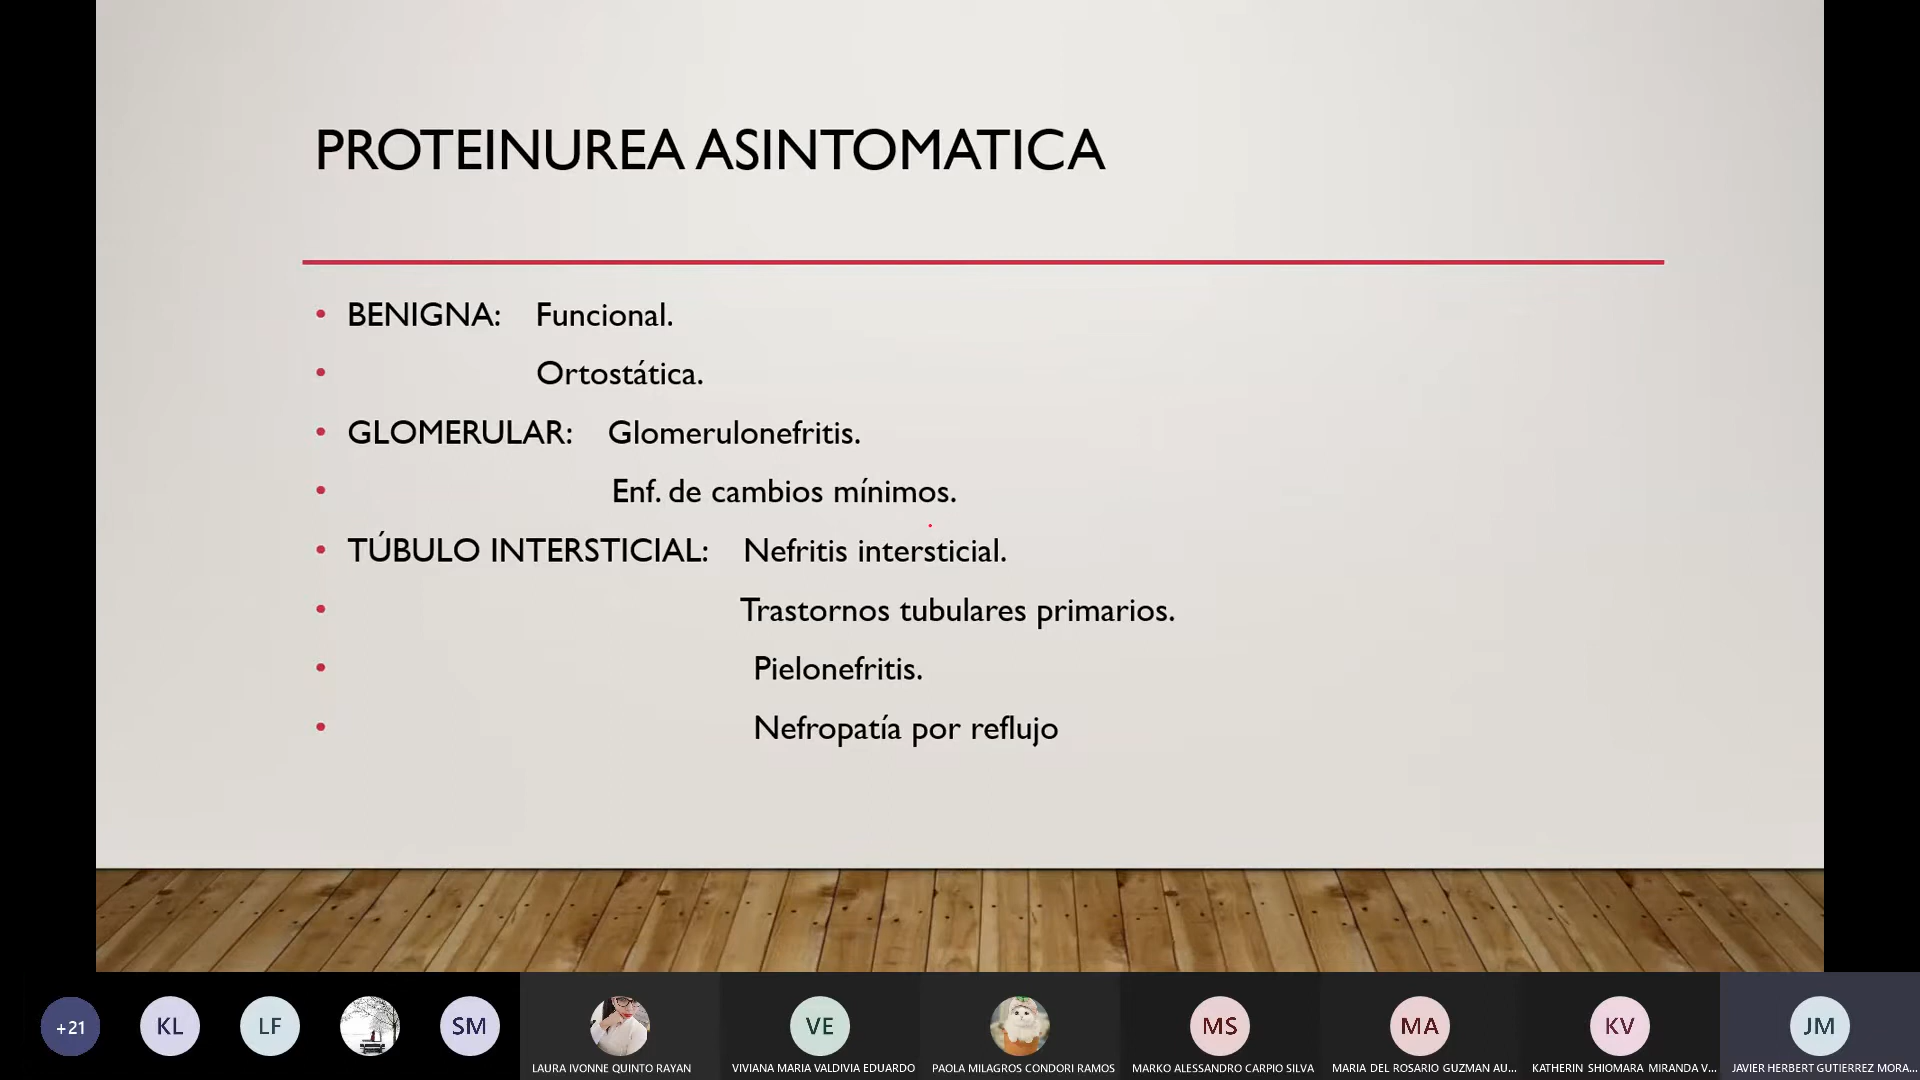 PROTEINUREA ASINTOMATICA
• BENIGNA: Funcional.
• Ortostática.
• GLOMERULAR: Glomerulonefritis.
• Enf. de cambios mínimos.
• TÚBULO INTERSTICIAL: Nefritis intersticial.
• Trastornos tubulares primarios.
• Pielonefritis.
• Nefropatía por reflujo
+21 KL LF SM VE MS MA KV JM
LAURA IVONNE QUINTO RAYAN VIVIANA MARIA VALDIVIA EDUARDO PAOLA MILAGROS CONDORI RAMOS MARKO ALESSANDRO CARPIO SILVA MARIA DEL ROSARIO GUZMAN AU... KATHERIN SHIOMARA MIRANDA V... JAVIER HERBERT GUTIERREZ MORA...